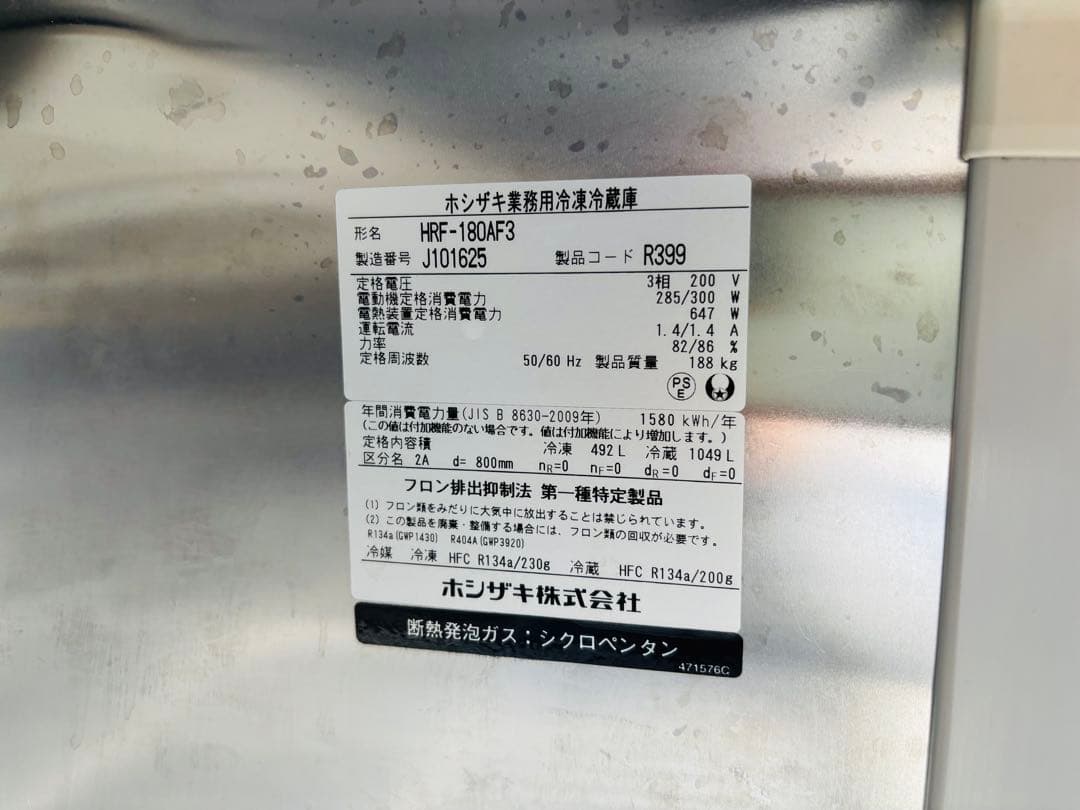 ホシザキ業務用冷凍冷蔵庫
形名 HRF-180AF3
製造番号 J101625 製品コード R399
定格電圧 3相 200 V
電動機定格消費電力 285/300 W
電熱装置定格消費電力 647 W
運転電流 1.4/1.4 A
力率 82/86 %
定格周波数 50/60 Hz 製品質量 188 kg
PS E
年間消費電力量(JIS B 8630-2009年) 1580 kWh/年
(この値は付加機能のない場合です。値は付加機能により増加します。)
定格内容積 冷凍 492 L 冷蔵 1049 L
区分名 2A d= 800mm nR=0 nF=0 dR=0 dF=0
フロン排出抑制法 第一種特定製品
(1) フロン類をみだりに大気中に放出することは禁じられています。
(2) この製品を廃棄・整備する場合には、フロン類の回収が必要です。
R134a(GWP1430) R404A(GWP3920)
冷媒 冷凍 HFC R134a/230g 冷蔵 HFC R134a/200g
ホシザキ株式会社
断熱発泡ガス：シクロペンタン
471576C